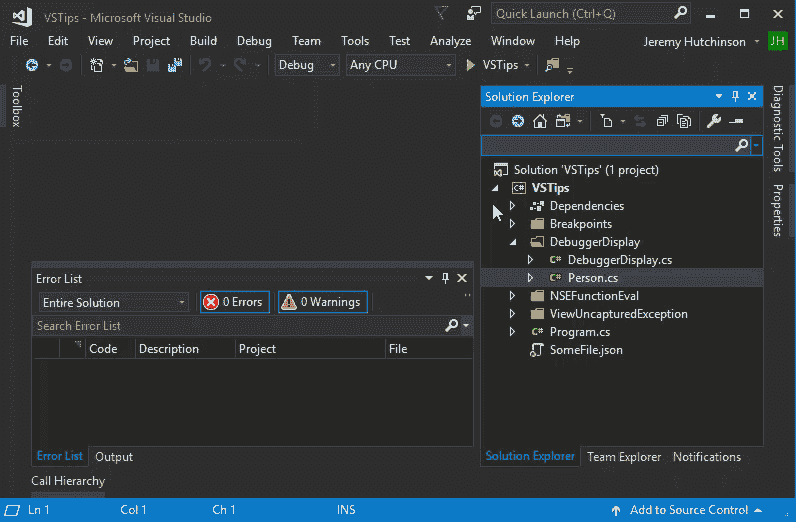 VSTips - Microsoft Visual Studio
Quick Launch (Ctrl+Q)
File Edit View Project Build Debug Team Tools Test Analyze Window Help Jeremy Hutchinson JH
Debug Any CPU VSTips
Toolbox
Solution Explorer
Diagnostic Tools
Properties
Solution 'VSTips' (1 project)
C# VSTips
Dependencies
Breakpoints
DebuggerDisplay
C# DebuggerDisplay.cs
C# Person.cs
NSEFunctionEval
ViewUncapturedException
C# Program.cs
SomeFile.json
Error List
Entire Solution 0 Errors 0 Warnings
Search Error List
Code Description Project File
Error List Output
Solution Explorer Team Explorer Notifications
Call Hierarchy
Ln 1 Col 1 Ch 1 INS Add to Source Control